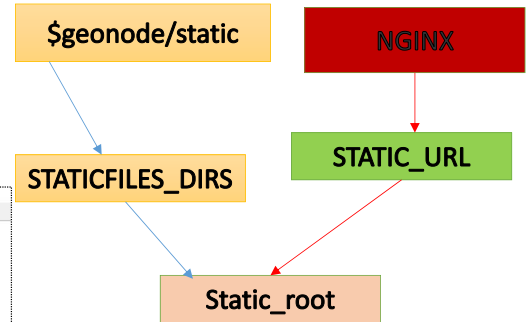 $geonode/static
NGINX
STATIC_URL
STATICFILES_DIRS
Static_root